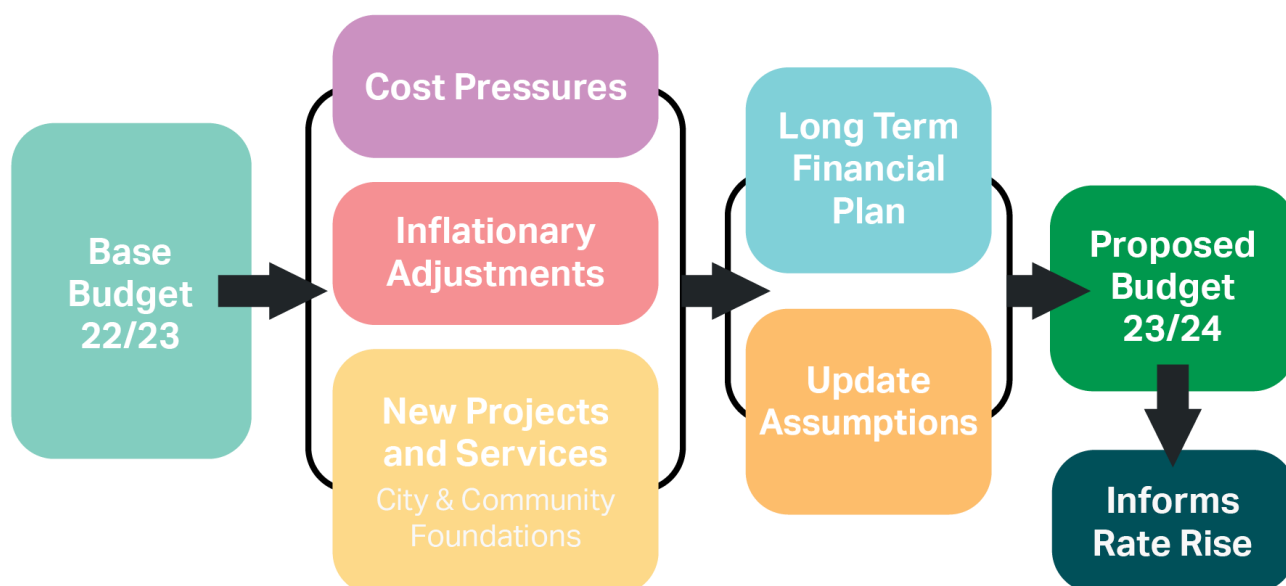 Base
Budget
22/23
Cost Pressures
Inflationary
Adjustments
New Projects
and Services
City & Community
Foundations
Long Term
Financial
Plan
Update
Assumptions
Proposed
Budget
23/24
Informs
Rate Rise